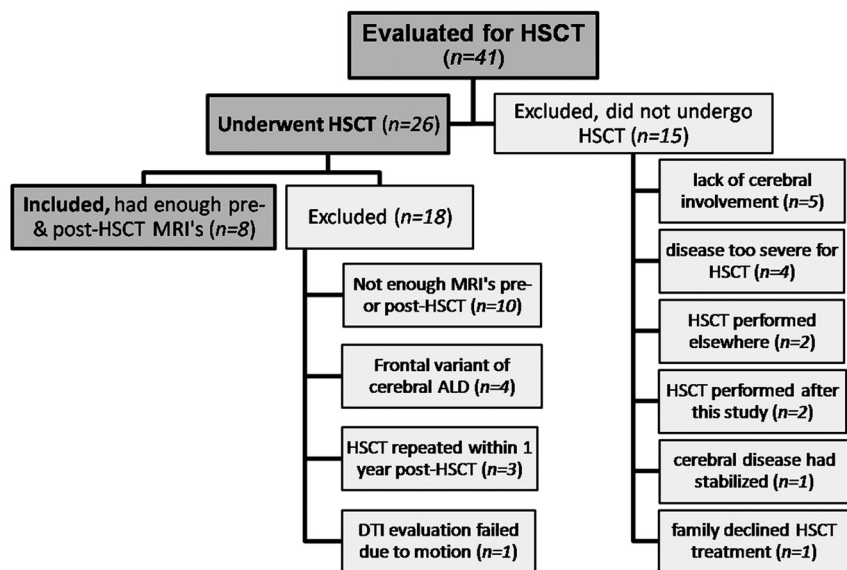 Evaluated for HSCT
(n=41)
Underwent HSCT (n=26)
Excluded, did not undergo
HSCT (n=15)
Included, had enough pre-
& post-HSCT MRI's (n=8)
Excluded (n=18)
Not enough MRI's pre-
or post-HSCT (n=10)
Frontal variant of
cerebral ALD (n=4)
HSCT repeated within 1
year post-HSCT (n=3)
DTI evaluation failed
due to motion (n=1)
lack of cerebral
involvement (n=5)
disease too severe for
HSCT (n=4)
HSCT performed
elsewhere (n=2)
HSCT performed after
this study (n=2)
cerebral disease had
stabilized (n=1)
family declined HSCT
treatment (n=1)